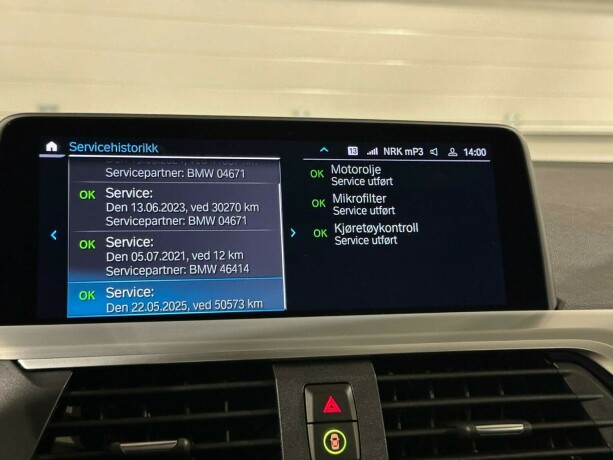 Servicehistorikk
13 NRK mP3 14:00
Servicepartner: BMW 04671
OK Service:
Den 13.06.2023, ved 30270 km
Servicepartner: BMW 04671
OK Service:
Den 05.07.2021, ved 12 km
Servicepartner: BMW 46414
OK Service:
Den 22.05.2025, ved 50573 km
OK Motorolje
Service utført
OK Mikrofilter
Service utført
OK Kjøretøykontroll
Service utført